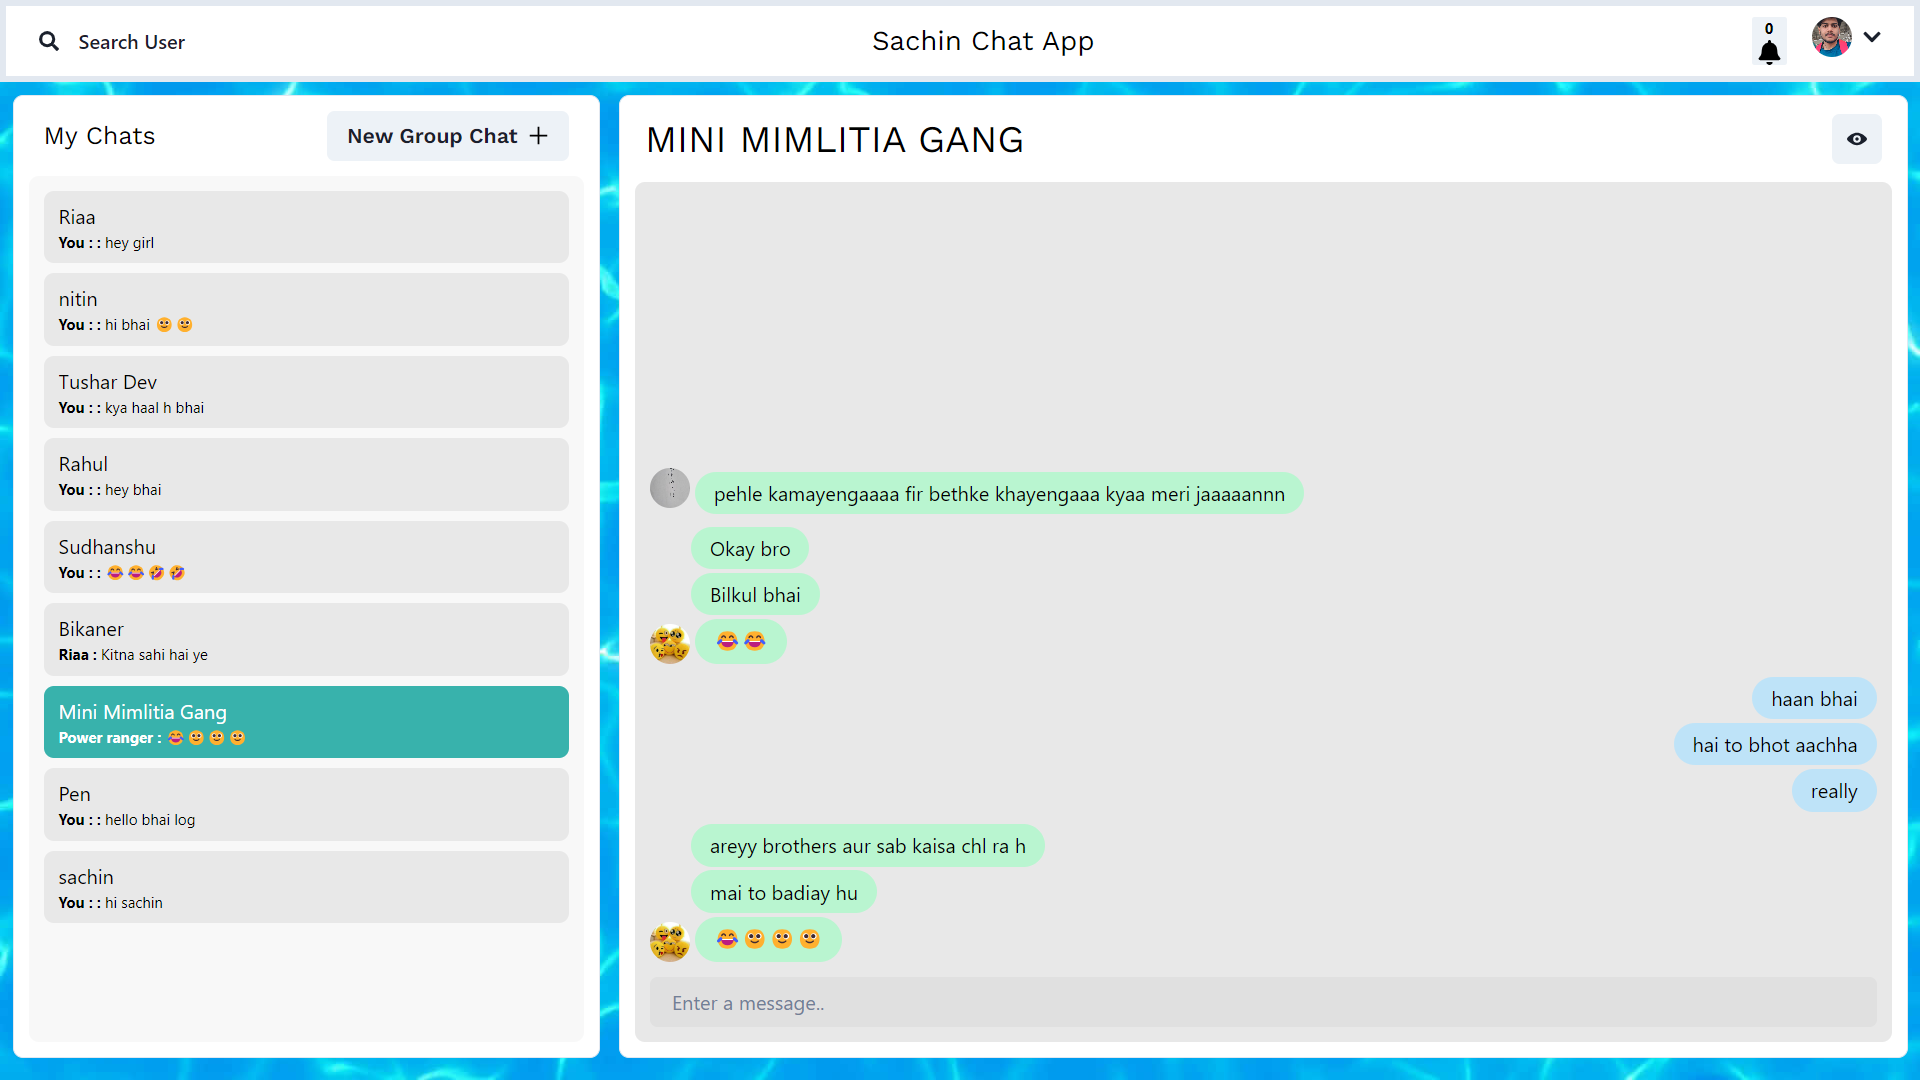 Search User
Sachin Chat App
0
My Chats
New Group Chat
Riaa
You : : hey girl
nitin
You : : hi bhai 🙂 🙂
Tushar Dev
You : : kya haal h bhai
Rahul
You : : hey bhai
Sudhanshu
You : : 😂 😂 🤣 🤣
Bikaner
Riaa : Kitna sahi hai ye
Mini Mimlitia Gang
Power ranger : 😂 🙂 🙂 🙂
Pen
You : : hello bhai log
sachin
You : : hi sachin
MINI MIMLITIA GANG
pehle kamayengaaaa fir bethke khayengaaa kyaa meri jaaaaannn
Okay bro
Bilkul bhai
😂 😂
haan bhai
hai to bhot aachha
really
areyy brothers aur sab kaisa chl ra h
mai to badiay hu
😂 🙂 🙂 🙂
Enter a message..